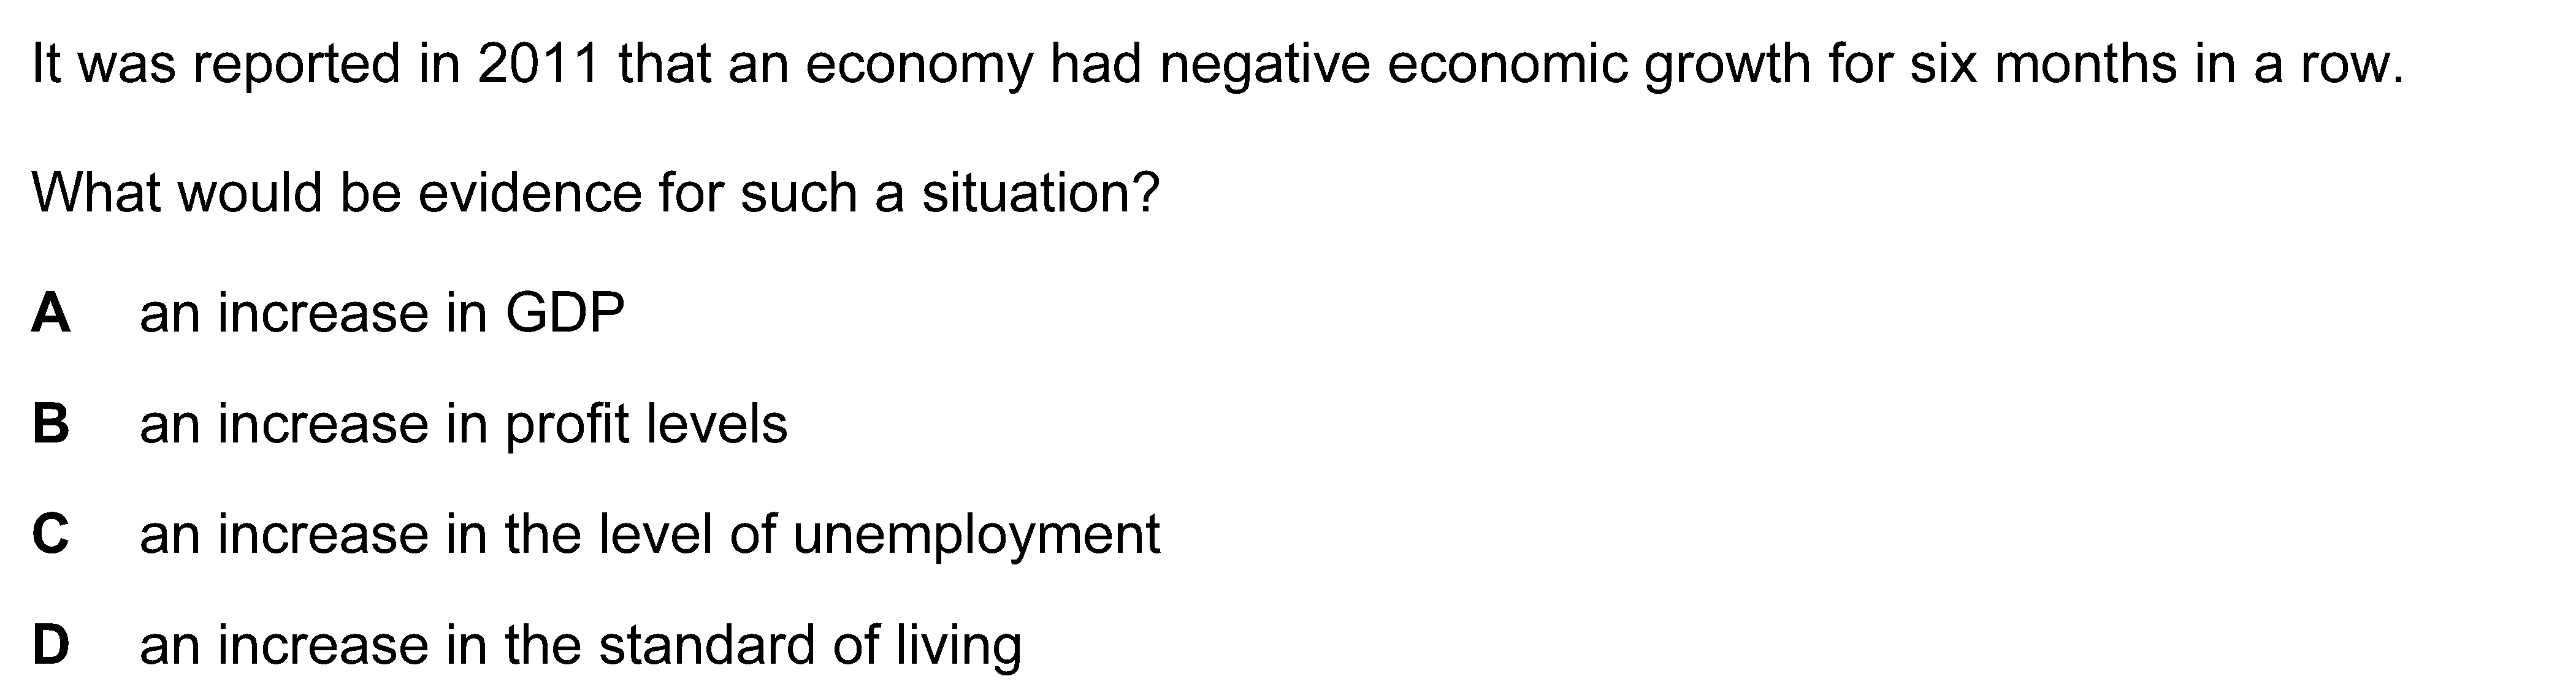 It was reported in 2011 that an economy had negative economic growth for six months in a row.
What would be evidence for such a situation?
A an increase in GDP
B an increase in profit levels
C an increase in the level of unemployment
D an increase in the standard of living